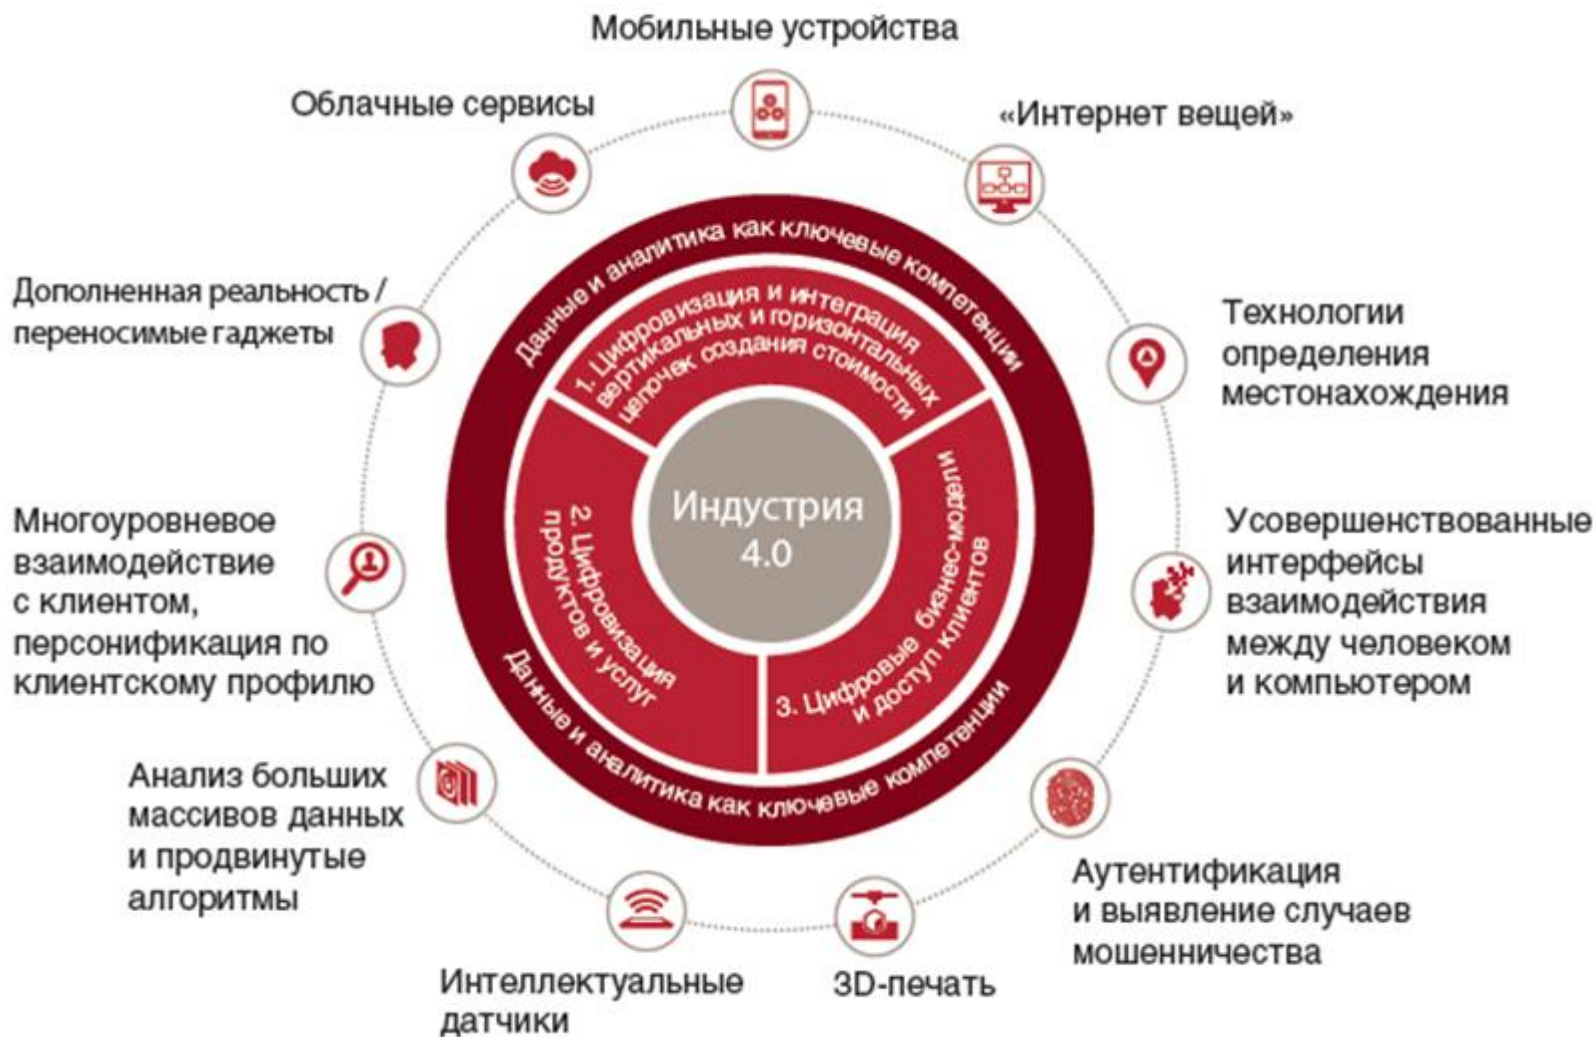 Мобильные устройства
Облачные сервисы
«Интернет вещей»
Дополненная реальность /
переносимые гаджеты
Технологии
определения
местонахождения
Данные и аналитика как ключевые компетенции
1. Цифровизация и интеграция
вертикальных и горизонтальных
цепочек создания стоимости
Индустрия
4.0
2. Цифровизация
продуктов и услуг
3. Цифровые бизнес-модели
и доступ клиентов
Данные и аналитика как ключевые компетенции
Многоуровневое
взаимодействие
с клиентом,
персонификация по
клиентскому профилю
Усовершенствованные
интерфейсы
взаимодействия
между человеком
и компьютером
Анализ больших
массивов данных
и продвинутые
алгоритмы
Аутентификация
и выявление случаев
мошенничества
Интеллектуальные
датчики
3D-печать